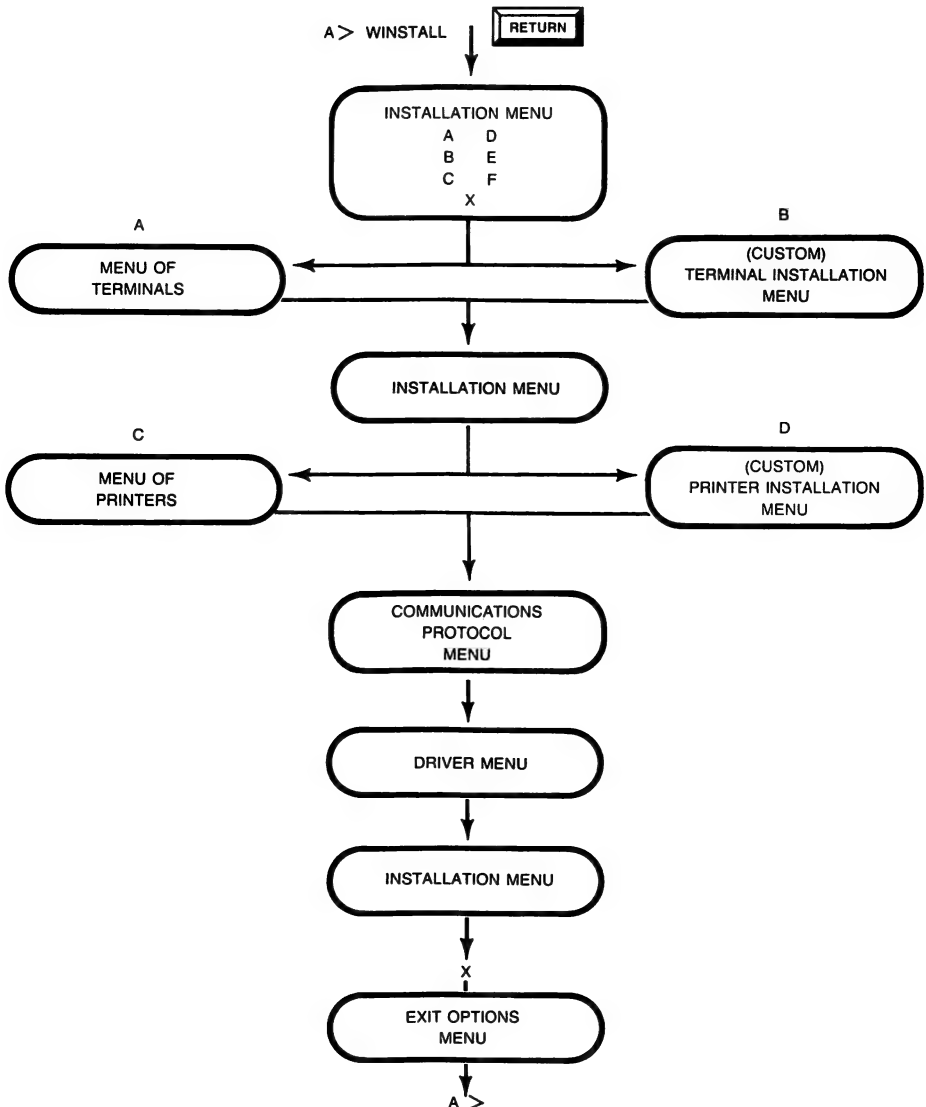 A> WINSTALL RETURN
INSTALLATION MENU
A D
B E
C F
X
A
MENU OF
TERMINALS
B
(CUSTOM)
TERMINAL INSTALLATION
MENU
INSTALLATION MENU
C
MENU OF
PRINTERS
D
(CUSTOM)
PRINTER INSTALLATION
MENU
COMMUNICATIONS
PROTOCOL
MENU
DRIVER MENU
INSTALLATION MENU
X
EXIT OPTIONS
MENU
A >